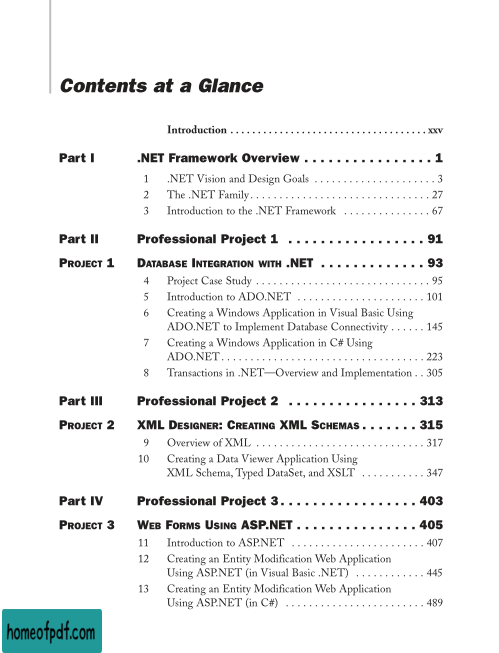 Contents at a Glance
Introduction . . . . . . . . . . . . . . . . . . . . . . . . . . . . . . . . . . . . xxv
Part I .NET Framework Overview . . . . . . . . . . . . . . . . 1
1 .NET Vision and Design Goals . . . . . . . . . . . . . . . . . . . . . . 3
2 The .NET Family. . . . . . . . . . . . . . . . . . . . . . . . . . . . . . . . 27
3 Introduction to the .NET Framework . . . . . . . . . . . . . . . 67
Part II Professional Project 1 . . . . . . . . . . . . . . . . . 91
PROJECT 1 DATABASE INTEGRATION WITH .NET . . . . . . . . . . . . . 93
4 Project Case Study . . . . . . . . . . . . . . . . . . . . . . . . . . . . . . . 95
5 Introduction to ADO.NET . . . . . . . . . . . . . . . . . . . . . . . 101
6 Creating a Windows Application in Visual Basic Using
ADO.NET to Implement Database Connectivity . . . . . . 145
7 Creating a Windows Application in C# Using
ADO.NET . . . . . . . . . . . . . . . . . . . . . . . . . . . . . . . . . . . . 223
8 Transactions in .NET—Overview and Implementation . . 305
Part III Professional Project 2 . . . . . . . . . . . . . . . . 313
PROJECT 2 XML DESIGNER: CREATING XML SCHEMAS . . . . . . . 315
9 Overview of XML . . . . . . . . . . . . . . . . . . . . . . . . . . . . . . 317
10 Creating a Data Viewer Application Using
XML Schema, Typed DataSet, and XSLT . . . . . . . . . . . 347
Part IV Professional Project 3. . . . . . . . . . . . . . . . . 403
PROJECT 3 WEB FORMS USING ASP.NET . . . . . . . . . . . . . . . 405
11 Introduction to ASP.NET . . . . . . . . . . . . . . . . . . . . . . . 407
12 Creating an Entity Modification Web Application
Using ASP.NET (in Visual Basic .NET) . . . . . . . . . . . . 445
13 Creating an Entity Modification Web Application
Using ASP.NET (in C#) . . . . . . . . . . . . . . . . . . . . . . . . 489
homeofpdf.com